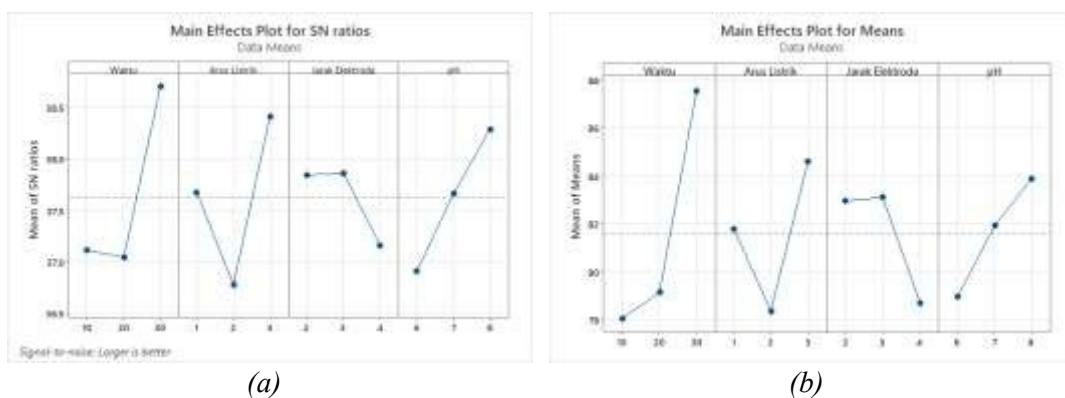 Main Effects Plot for SN ratios
Data Means
Waktu Arus Listrik Jarak Elektroda pH
Mean of SN ratios
38.5
38.0
37.5
37.0
36.5
10 20 30 1 2 3 2 3 4 6 7 8
Signal-to-noise: Larger is better
(a)
Main Effects Plot for Means
Data Means
Waktu Arus Listrik Jarak Elektroda pH
Mean of Means
88
86
84
82
80
78
10 20 30 1 2 3 2 3 4 6 7 8
(b)